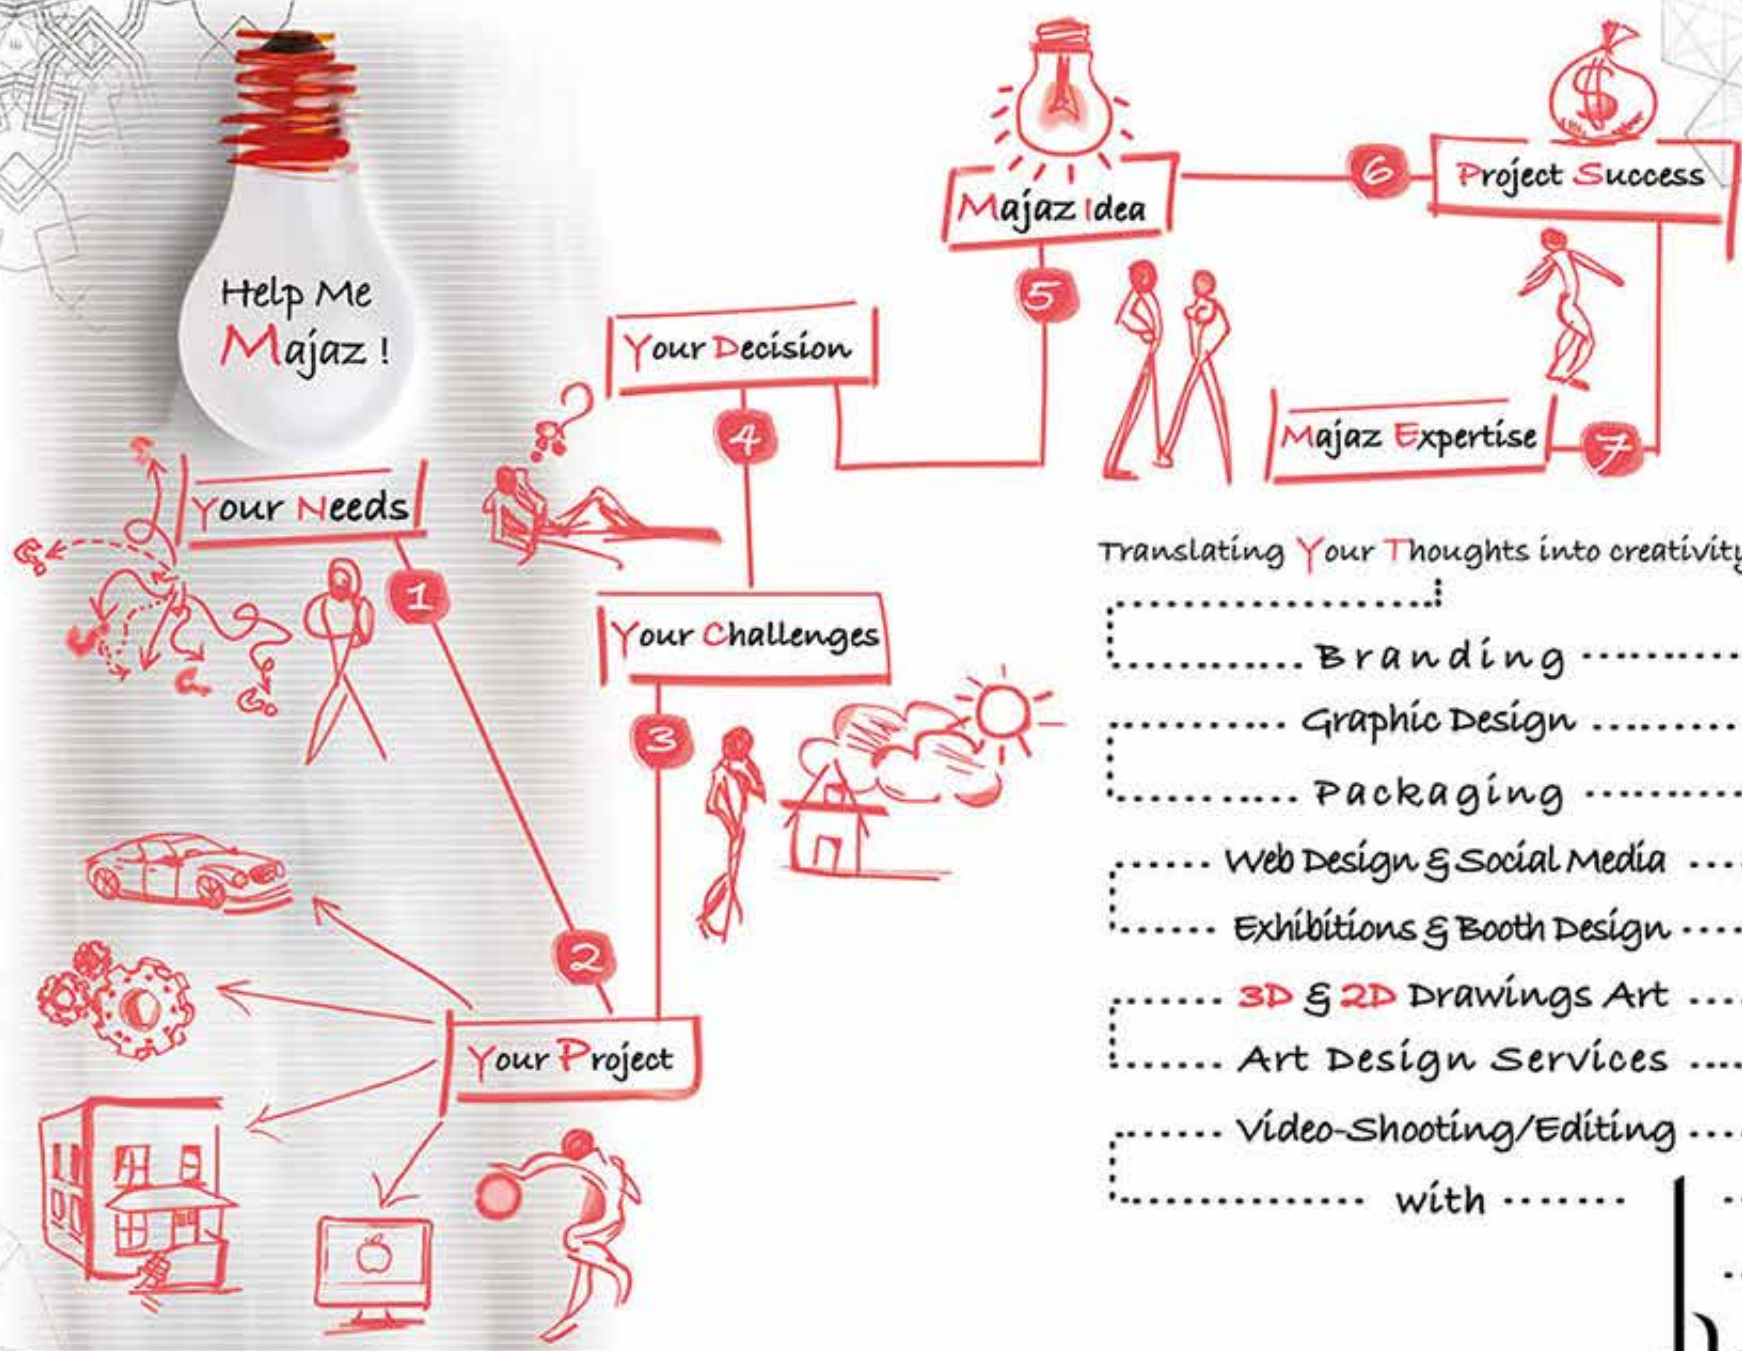 Help Me
Majaz !
Your Needs
1
2
Your Project
3
Your Challenges
4
?
Your Decision
5
Majaz Idea
6
$
Project Success
7
Majaz Expertise
Translating Your Thoughts into creativity
Branding
Graphic Design
Packaging
Web Design & Social Media
Exhibitions & Booth Design
3D & 2D Drawings Art
Art Design Services
Video-Shooting/Editing
with